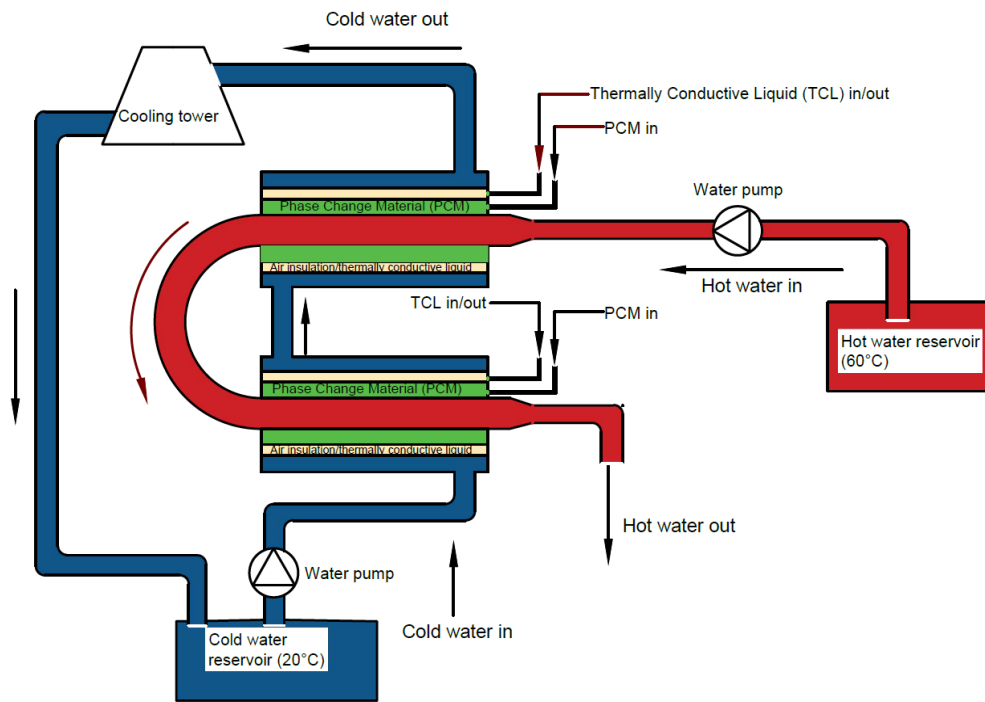 Cold water out
Cooling tower
Thermally Conductive Liquid (TCL) in/out
PCM in
Water pump
Phase Change Material (PCM)
Air insulation/thermally conductive liquid
Hot water in
TCL in/out
PCM in
Hot water reservoir
(60°C)
Phase Change Material (PCM)
Air insulation/thermally conductive liquid
Hot water out
Water pump
Cold water in
Cold water
reservoir (20°C)